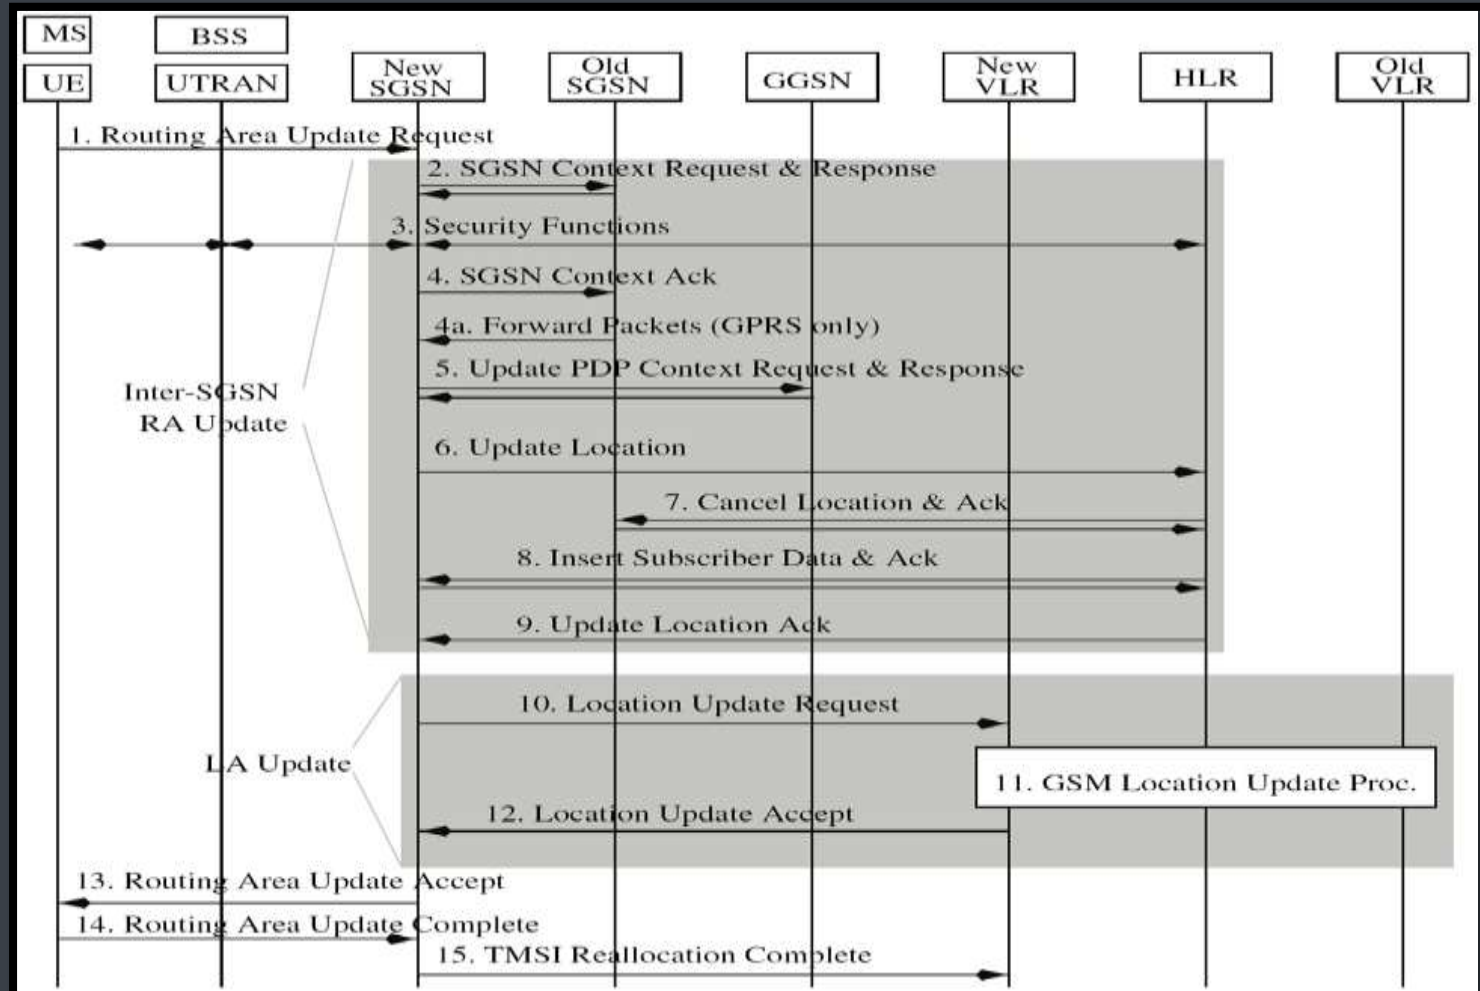 MS
BSS
UE
UTRAN
New
SGSN
Old
SGSN
GGSN
New
VLR
HLR
Old
VLR
1. Routing Area Update Request
2. SGSN Context Request & Response
3. Security Functions
4. SGSN Context Ack
4a. Forward Packets (GPRS only)
5. Update PDP Context Request & Response
Inter-SGSN
RA Update
6. Update Location
7. Cancel Location & Ack
8. Insert Subscriber Data & Ack
9. Update Location Ack
10. Location Update Request
LA Update
11. GSM Location Update Proc.
12. Location Update Accept
13. Routing Area Update Accept
14. Routing Area Update Complete
15. TMSI Reallocation Complete